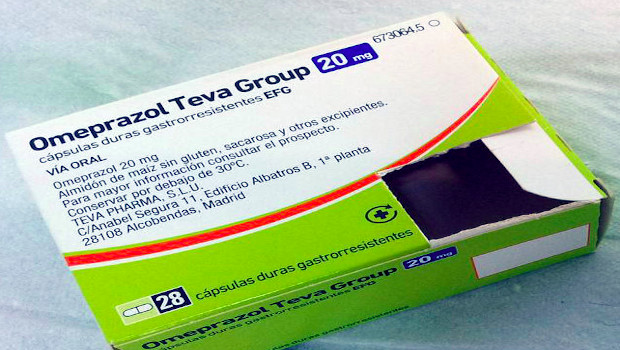 673064.5
Omeprazol Teva Group 20 mg
cápsulas duras gastrorresistentes EFG
VÍA ORAL
Omeprazol 20 mg
Almidón de maíz sin gluten, sacarosa y otros excipientes.
Para mayor información consultar el prospecto.
Conservar por debajo de 30ºC.
TEVA PHARMA, S.L.U.
C/Anabel Segura 11, Edificio Albatros B, 1ª planta
28108 Alcobendas, Madrid
28 cápsulas duras gastrorresistentes
Omeprazol Teva Group 20 mg
cápsulas duras gastrorresistentes EFG